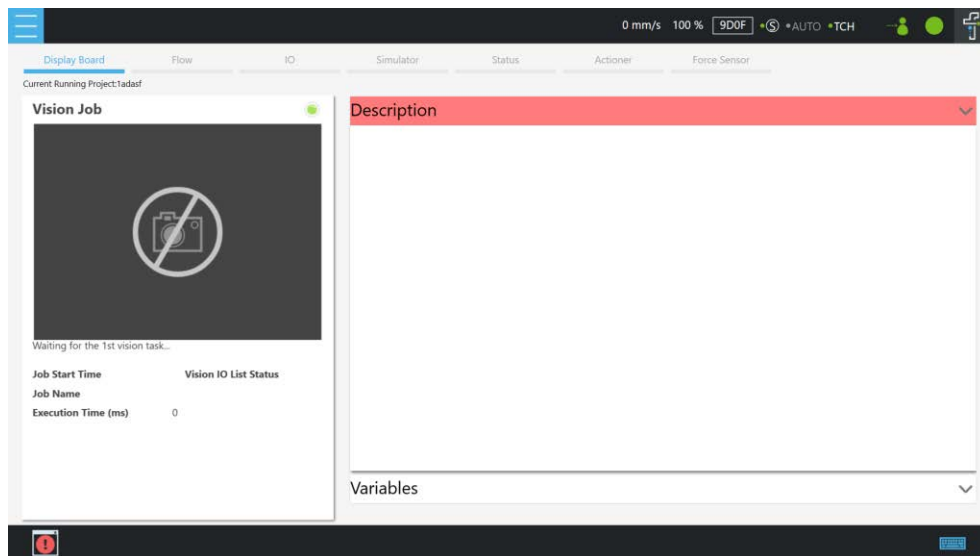 0 mm/s 100 % 9D0F S AUTO TCH
Display Board Flow IO Simulator Status Actioner Force Sensor
Current Running Project:1adasf
Vision Job
Description
Waiting for the 1st vision task...
Job Start Time Vision IO List Status
Job Name
Execution Time (ms) 0
Variables